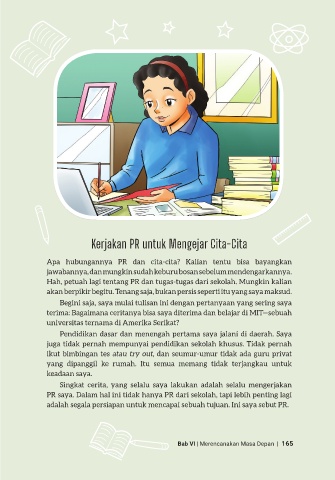 Kerjakan PR untuk Mengejar Cita-Cita
Apa hubungannya PR dan cita-cita? Kalian tentu bisa bayangkan
jawabannya, dan mungkin sudah keburu bosan sebelum mendengarkannya.
Hah, petuah lagi tentang PR dan tugas-tugas dari sekolah. Mungkin kalian
akan berpikir begitu. Tenang saja, bukan persis seperti itu yang saya maksud.
Begini saja, saya mulai tulisan ini dengan pertanyaan yang sering saya
terima: Bagaimana ceritanya bisa saya diterima dan belajar di MIT—sebuah
universitas ternama di Amerika Serikat?
Pendidikan dasar dan menengah pertama saya jalani di daerah. Saya
juga tidak pernah mempunyai pendidikan sekolah khusus. Tidak pernah
ikut bimbingan tes atau try out, dan seumur-umur tidak ada guru privat
yang dipanggil ke rumah. Itu semua memang tidak terjangkau untuk
keadaan saya.
Singkat cerita, yang selalu saya lakukan adalah selalu mengerjakan
PR saya. Dalam hal ini tidak hanya PR dari sekolah, tapi lebih penting lagi
adalah segala persiapan untuk mencapai sebuah tujuan. Ini saya sebut PR.
Bab VI | Merencanakan Masa Depan | 165